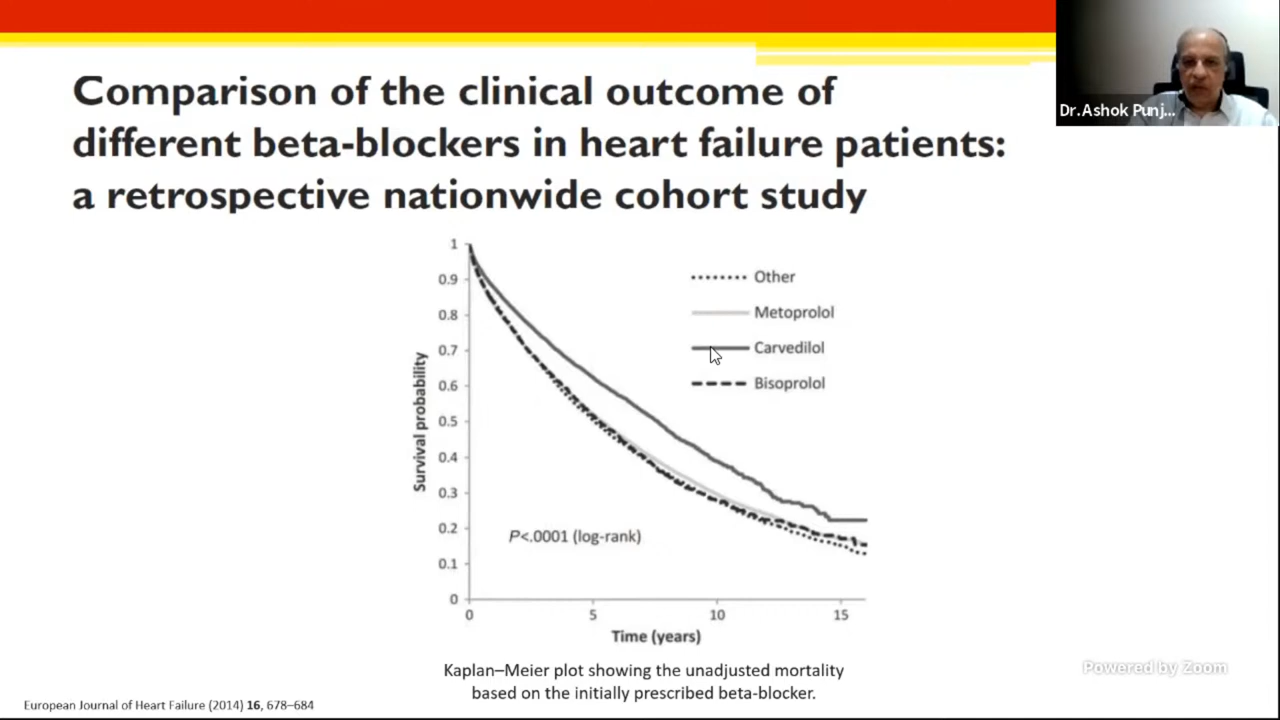 Comparison of the clinical outcome of
different beta-blockers in heart failure patients:
a retrospective nationwide cohort study
Dr.Ashok Punj...
1
0.9
0.8
0.7
0.6
0.5
0.4
0.3
0.2
0.1
0
Survival probability
Other
Metoprolol
Carvedilol
Bisoprolol
P<.0001 (log-rank)
0 5 10 15
Time (years)
Kaplan–Meier plot showing the unadjusted mortality
based on the initially prescribed beta-blocker.
Powered by Zoom
European Journal of Heart Failure (2014) 16, 678–684